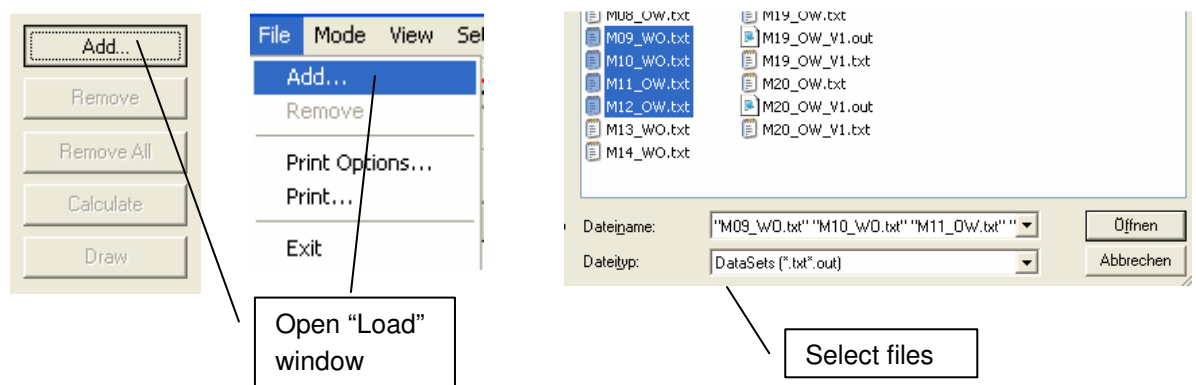 Add...
Remove
Remove All
Calculate
Draw
File Mode View Set
Add...
Remove
Print Options...
Print...
Exit
Open “Load”
window
M08_OW.txt
M09_WO.txt
M10_WO.txt
M11_OW.txt
M12_OW.txt
M13_WO.txt
M14_WO.txt
M19_OW.txt
M19_OW_V1.out
M19_OW_V1.txt
M20_OW.txt
M20_OW_V1.out
M20_OW_V1.txt
Dateiname: "M09_WO.txt" "M10_WO.txt" "M11_OW.txt" " Öffnen
Dateityp: DataSets (*.txt*.out) Abbrechen
Select files